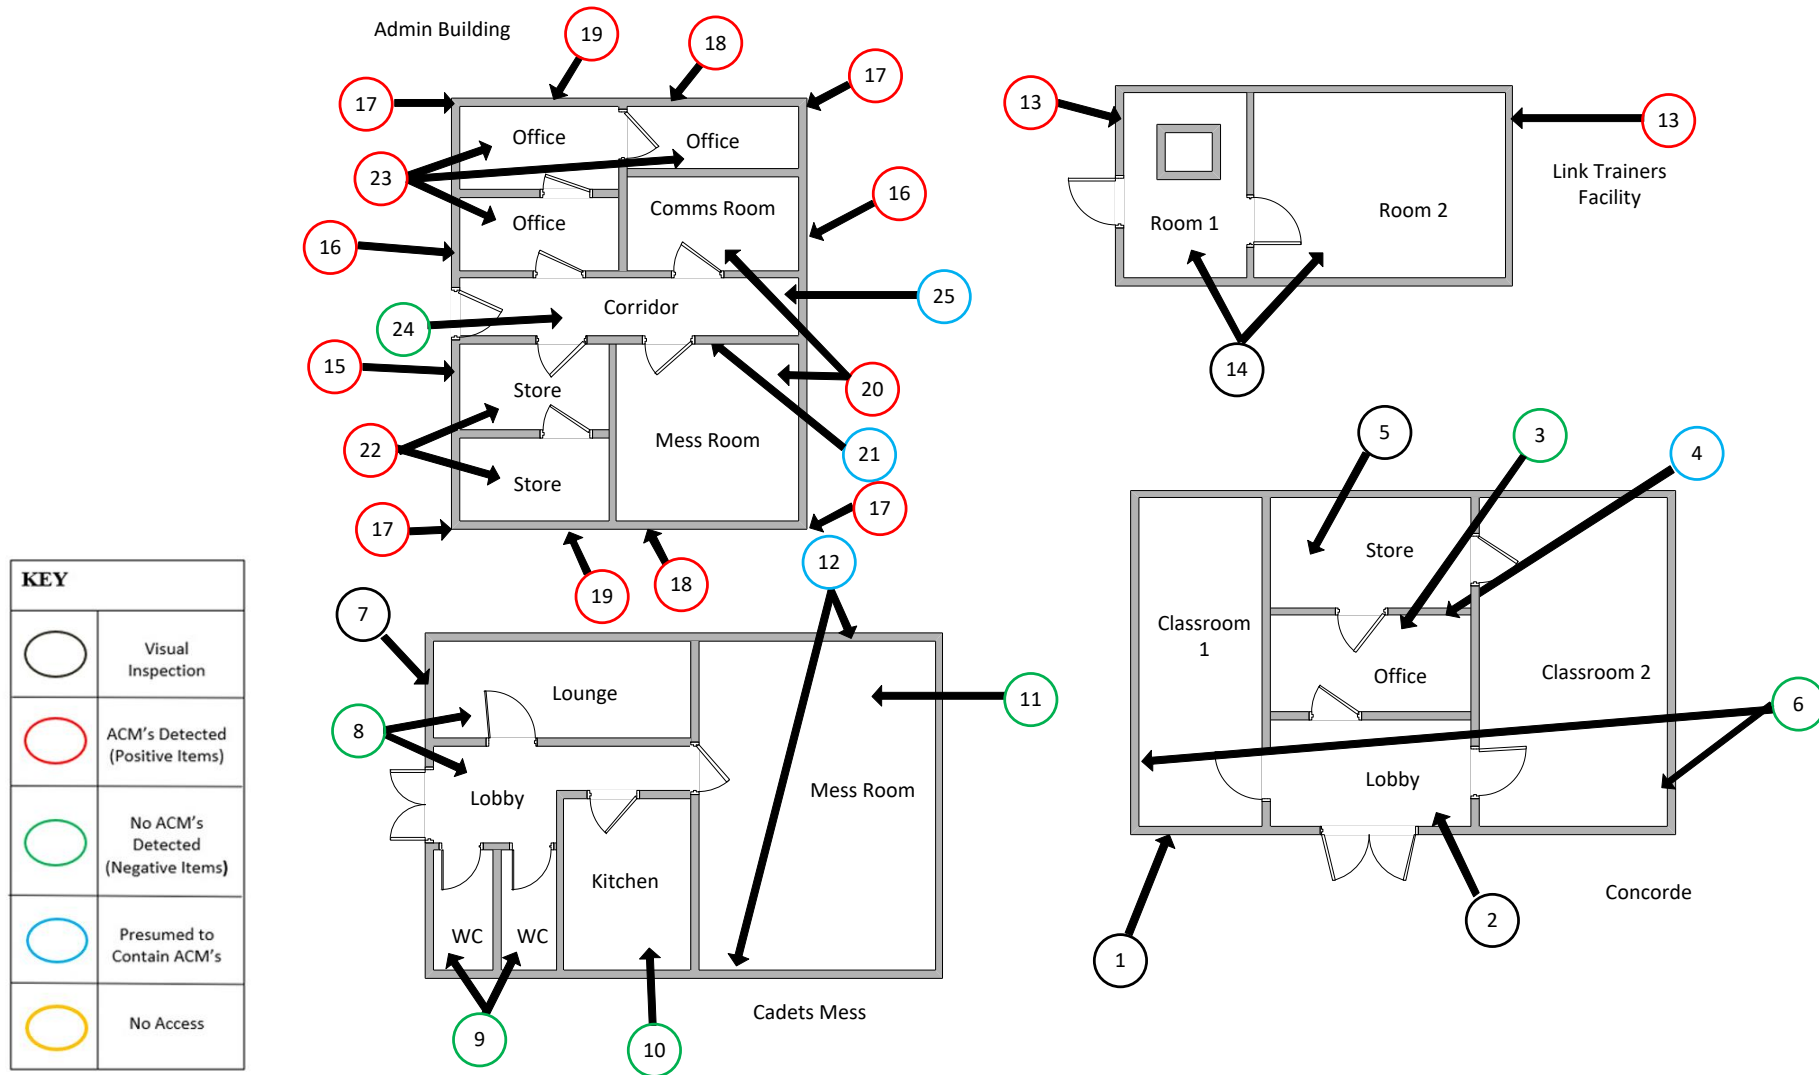 Admin Building
19
18
17
17
13
13
Office
Office
23
Link Trainers
Facility
16
Comms Room
Room 1
Room 2
Office
16
25
Corridor
24
14
15
20
Store
5
3
4
22
Mess Room
21
Store
17
17
Store
12
19
18
7
Classroom
1
Office
Classroom 2
Lounge
11
6
8
Lobby
Mess Room
Lobby
Kitchen
Concorde
2
WC
WC
1
Cadets Mess
9
10
KEY
Visual
Inspection
ACM's Detected
(Positive Items)
No ACM's
Detected
(Negative Items)
Presumed to
Contain ACM's
No Access